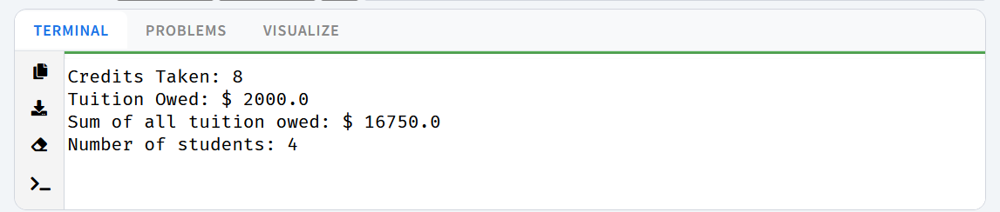 TERMINAL PROBLEMS VISUALIZE
Credits Taken: 8
Tuition Owed: $ 2000.0
Sum of all tuition owed: $ 16750.0
Number of students: 4